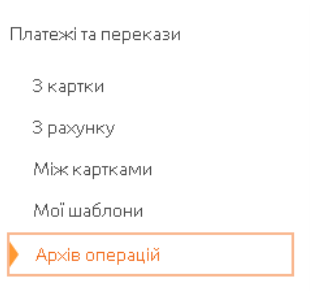 Платежі та перекази
З картки
З рахунку
Між картками
Мої шаблони
Архів операцій